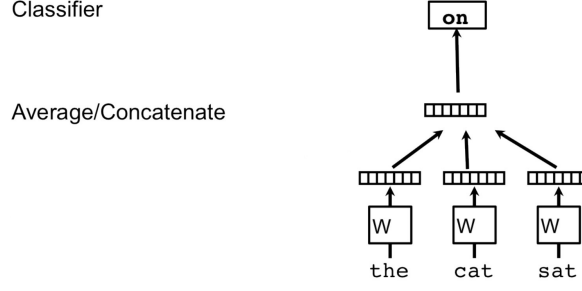 Classifier
on
Average/Concatenate
W W W
the cat sat